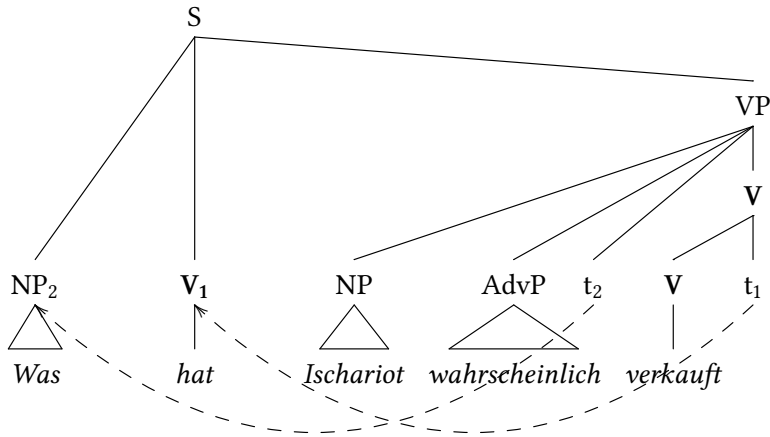 S
VP
V
NP₂ V₁ NP AdvP t₂ V t₁
Was hat Ischariot wahrscheinlich verkauft